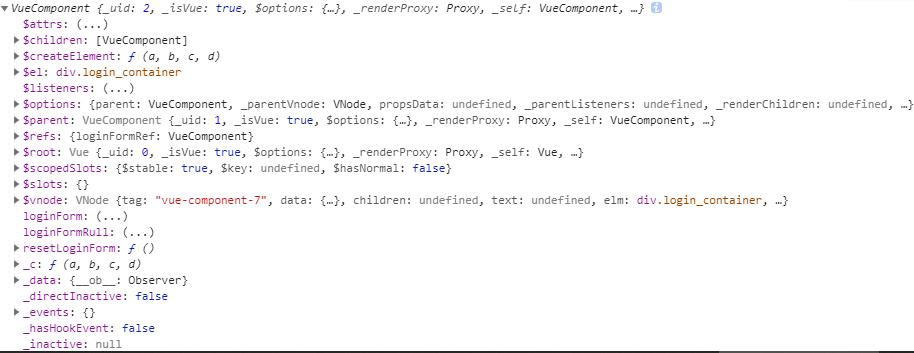 VueComponent {_uid: 2, _isVue: true, $options: {…}, _renderProxy: Proxy, _self: VueComponent, …} i
$attrs: (...)
$children: [VueComponent]
$createElement: ƒ (a, b, c, d)
$el: div.login_container
$listeners: (...)
$options: {parent: VueComponent, _parentVnode: VNode, propsData: undefined, _parentListeners: undefined, _renderChildren: undefined, …}
$parent: VueComponent {_uid: 1, _isVue: true, $options: {…}, _renderProxy: Proxy, _self: VueComponent, …}
$refs: {loginFormRef: VueComponent}
$root: Vue {_uid: 0, _isVue: true, $options: {…}, _renderProxy: Proxy, _self: Vue, …}
$scopedSlots: {$stable: true, $key: undefined, $hasNormal: false}
$slots: {}
$vnode: VNode {tag: "vue-component-7", data: {…}, children: undefined, text: undefined, elm: div.login_container, …}
loginForm: (...)
loginFormRull: (...)
resetLoginForm: ƒ ()
_c: ƒ (a, b, c, d)
_data: {__ob__: Observer}
_directInactive: false
_events: {}
_hasHookEvent: false
_inactive: null